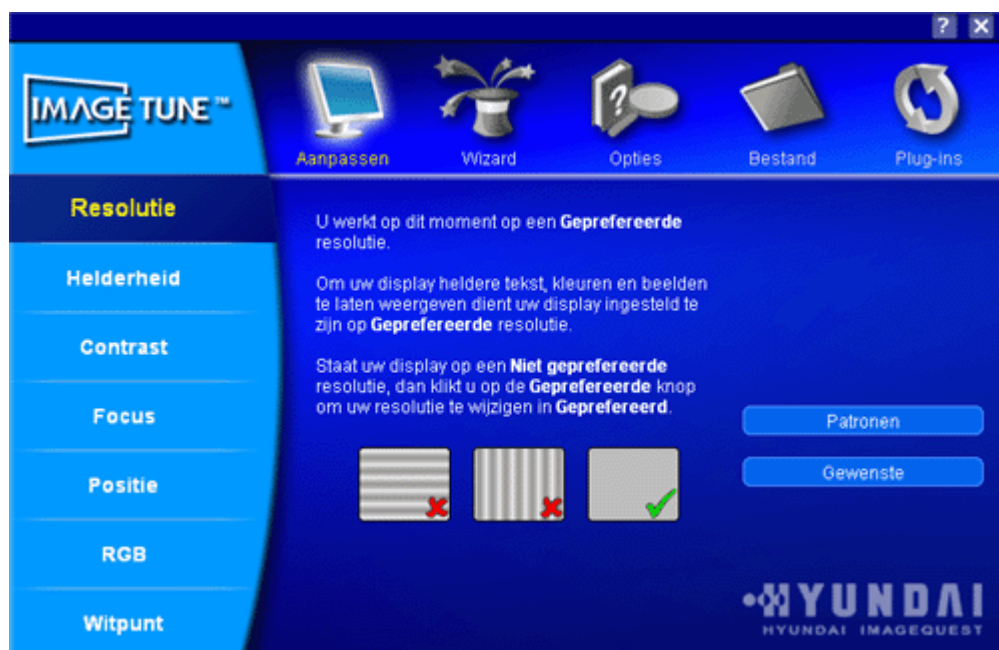 ? X
IMAGE TUNE™
Aanpassen
Wizard
Opties
Bestand
Plug-ins
Resolutie
Helderheid
Contrast
Focus
Positie
RGB
Witpunt
U werkt op dit moment op een Geprefereerde
resolutie.
Om uw display heldere tekst, kleuren en beelden
te laten weergeven dient uw display ingesteld te
zijn op Geprefereerde resolutie.
Staat uw display op een Niet geprefereerde
resolutie, dan klikt u op de Geprefereerde knop
om uw resolutie te wijzigen in Geprefereerd.
Patronen
Gewenste
HYUNDAI
HYUNDAI IMAGEQUEST